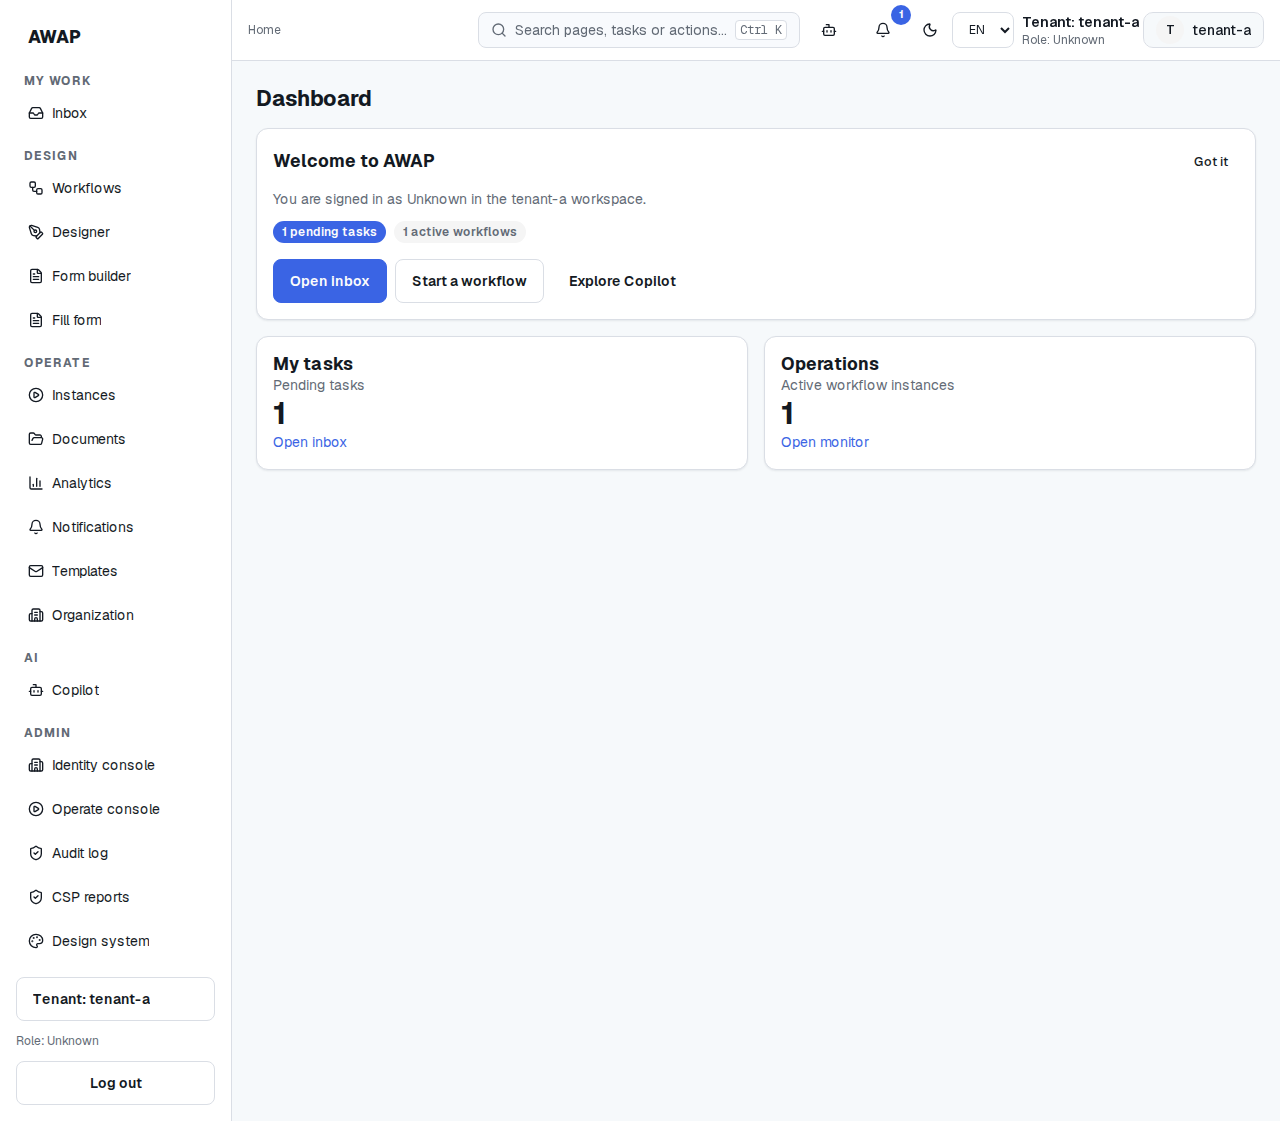 AWAP
MY WORK
Inbox
DESIGN
Workflows
Designer
Form builder
Fill form
OPERATE
Instances
Documents
Analytics
Notifications
Templates
Organization
AI
Copilot
ADMIN
Identity console
Operate console
Audit log
CSP reports
Design system
Tenant: tenant-a
Role: Unknown
Log out
Home
Search pages, tasks or actions... Ctrl K
1
EN
Tenant: tenant-a
Role: Unknown
T tenant-a
Dashboard
Welcome to AWAP
Got it
You are signed in as Unknown in the tenant-a workspace.
1 pending tasks
1 active workflows
Open Inbox
Start a workflow
Explore Copilot
My tasks
Pending tasks
1
Open inbox
Operations
Active workflow instances
1
Open monitor